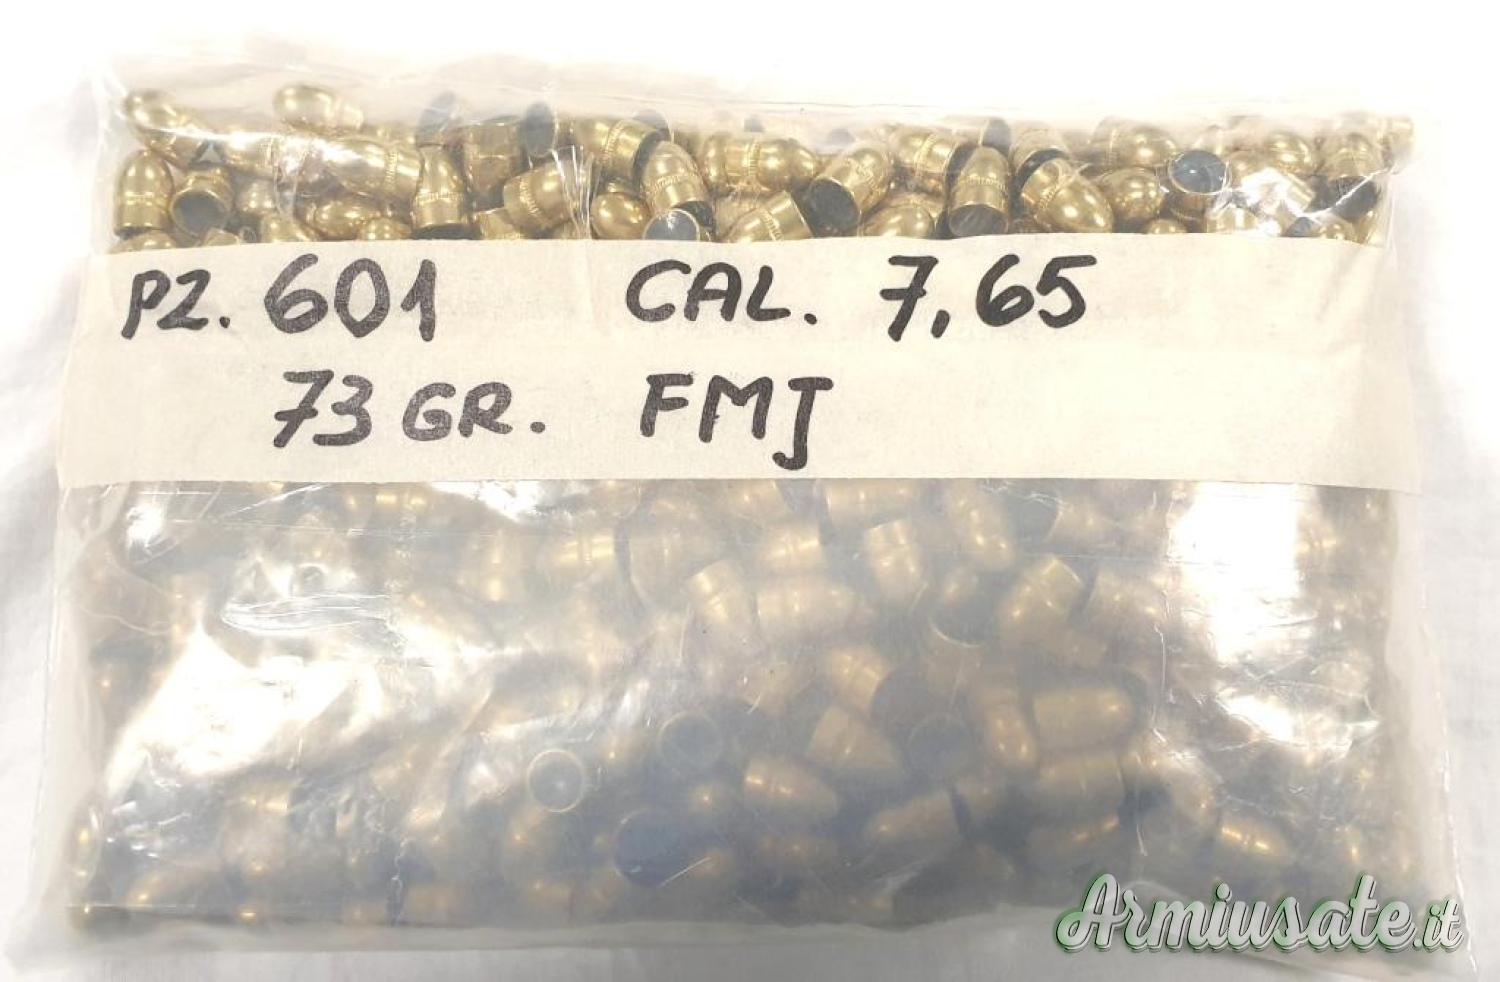 PZ. 601 CAL. 7,65
73 GR. FMJ
Armiusate.it